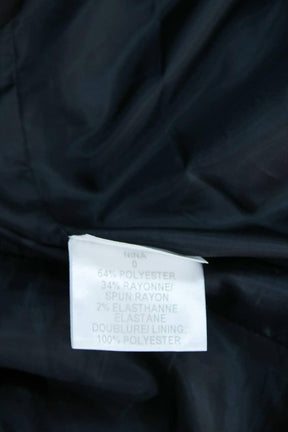 NINA
0
64% POLYESTER
34% RAYONNE/
SPUN RAYON
2% ELASTHANNE
ELASTANE
DOUBLURE/ LINING:
100% POLYESTER